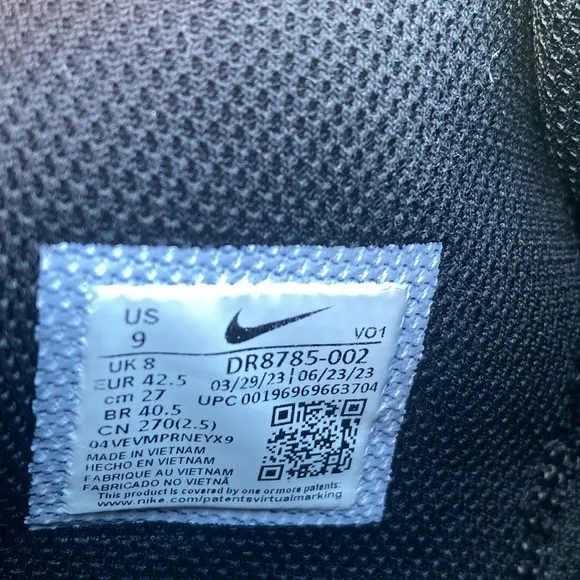 US
9
VO1
UK 8
EUR 42.5
cm 27
BR 40.5
CN 270(2.5)
DR8785-002
03/29/23 | 06/23/23
UPC 00196969663704
04VEVMPRNEYX9
MADE IN VIETNAM
HECHO EN VIETNAM
FABRIQUE AU VIETNAM
FABRICADO NO VIETNÃ
This product is covered by one or more patents:
www.nike.com/patentsvirtualmarking